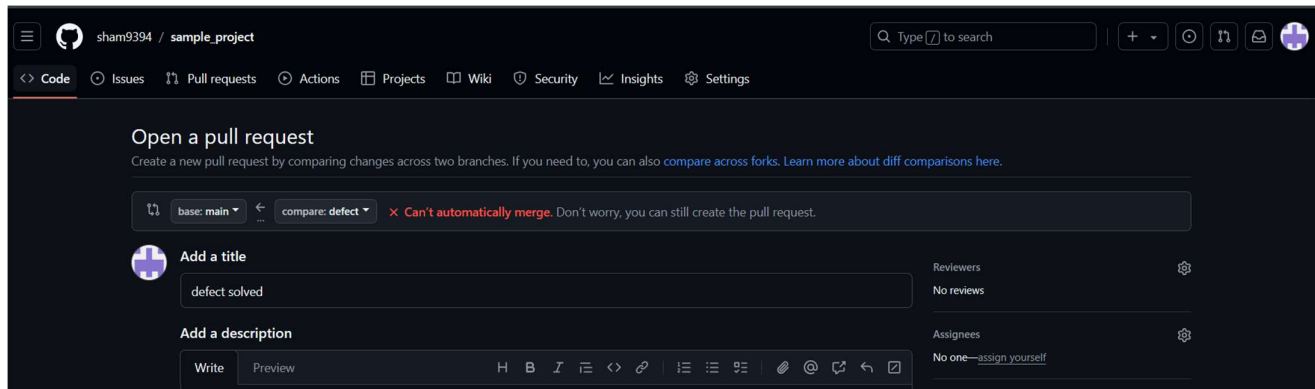 sham9394 / sample_project
Type / to search
Code Issues Pull requests Actions Projects Wiki Security Insights Settings
Open a pull request
Create a new pull request by comparing changes across two branches. If you need to, you can also compare across forks. Learn more about diff comparisons here.
base: main compare: defect Can't automatically merge. Don't worry, you can still create the pull request.
Add a title
defect solved
Add a description
Write Preview
Reviewers
No reviews
Assignees
No one—assign yourself